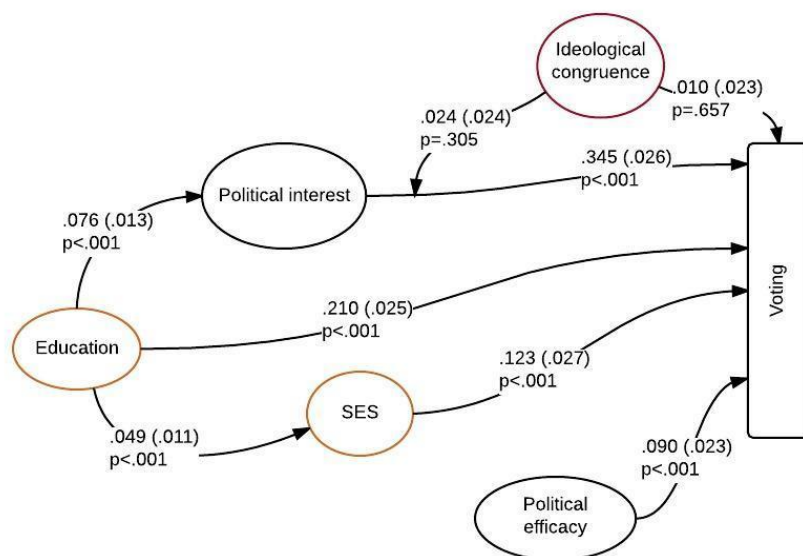 Ideological
congruence
.010 (.023)
p=.657
.024 (.024)
p=.305
.345 (.026)
p<.001
Political interest
.076 (.013)
p<.001
Voting
.210 (.025)
p<.001
Education
.123 (.027)
p<.001
SES
.049 (.011)
p<.001
.090 (.023)
p<.001
Political
efficacy